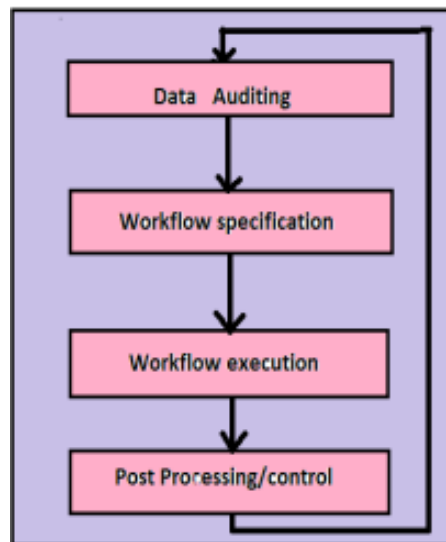 Data Auditing
Workflow specification
Workflow execution
Post Processing/control